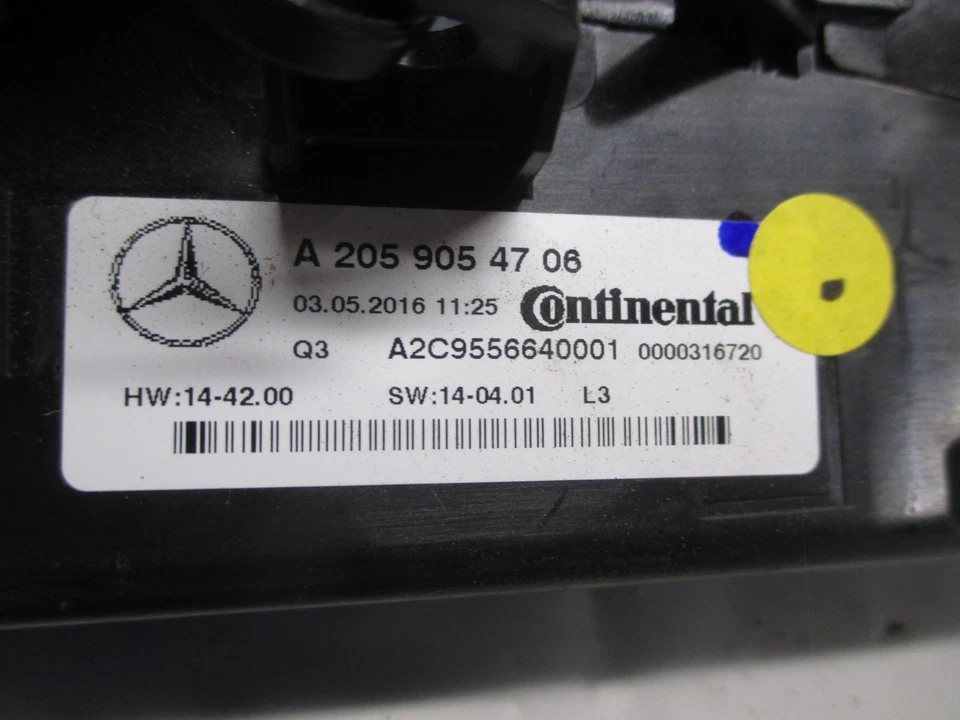 A 205 905 47 06
03.05.2016 11:25 Continental
Q3 A2C9556640001 0000316720
HW:14-42.00 SW:14-04.01 L3